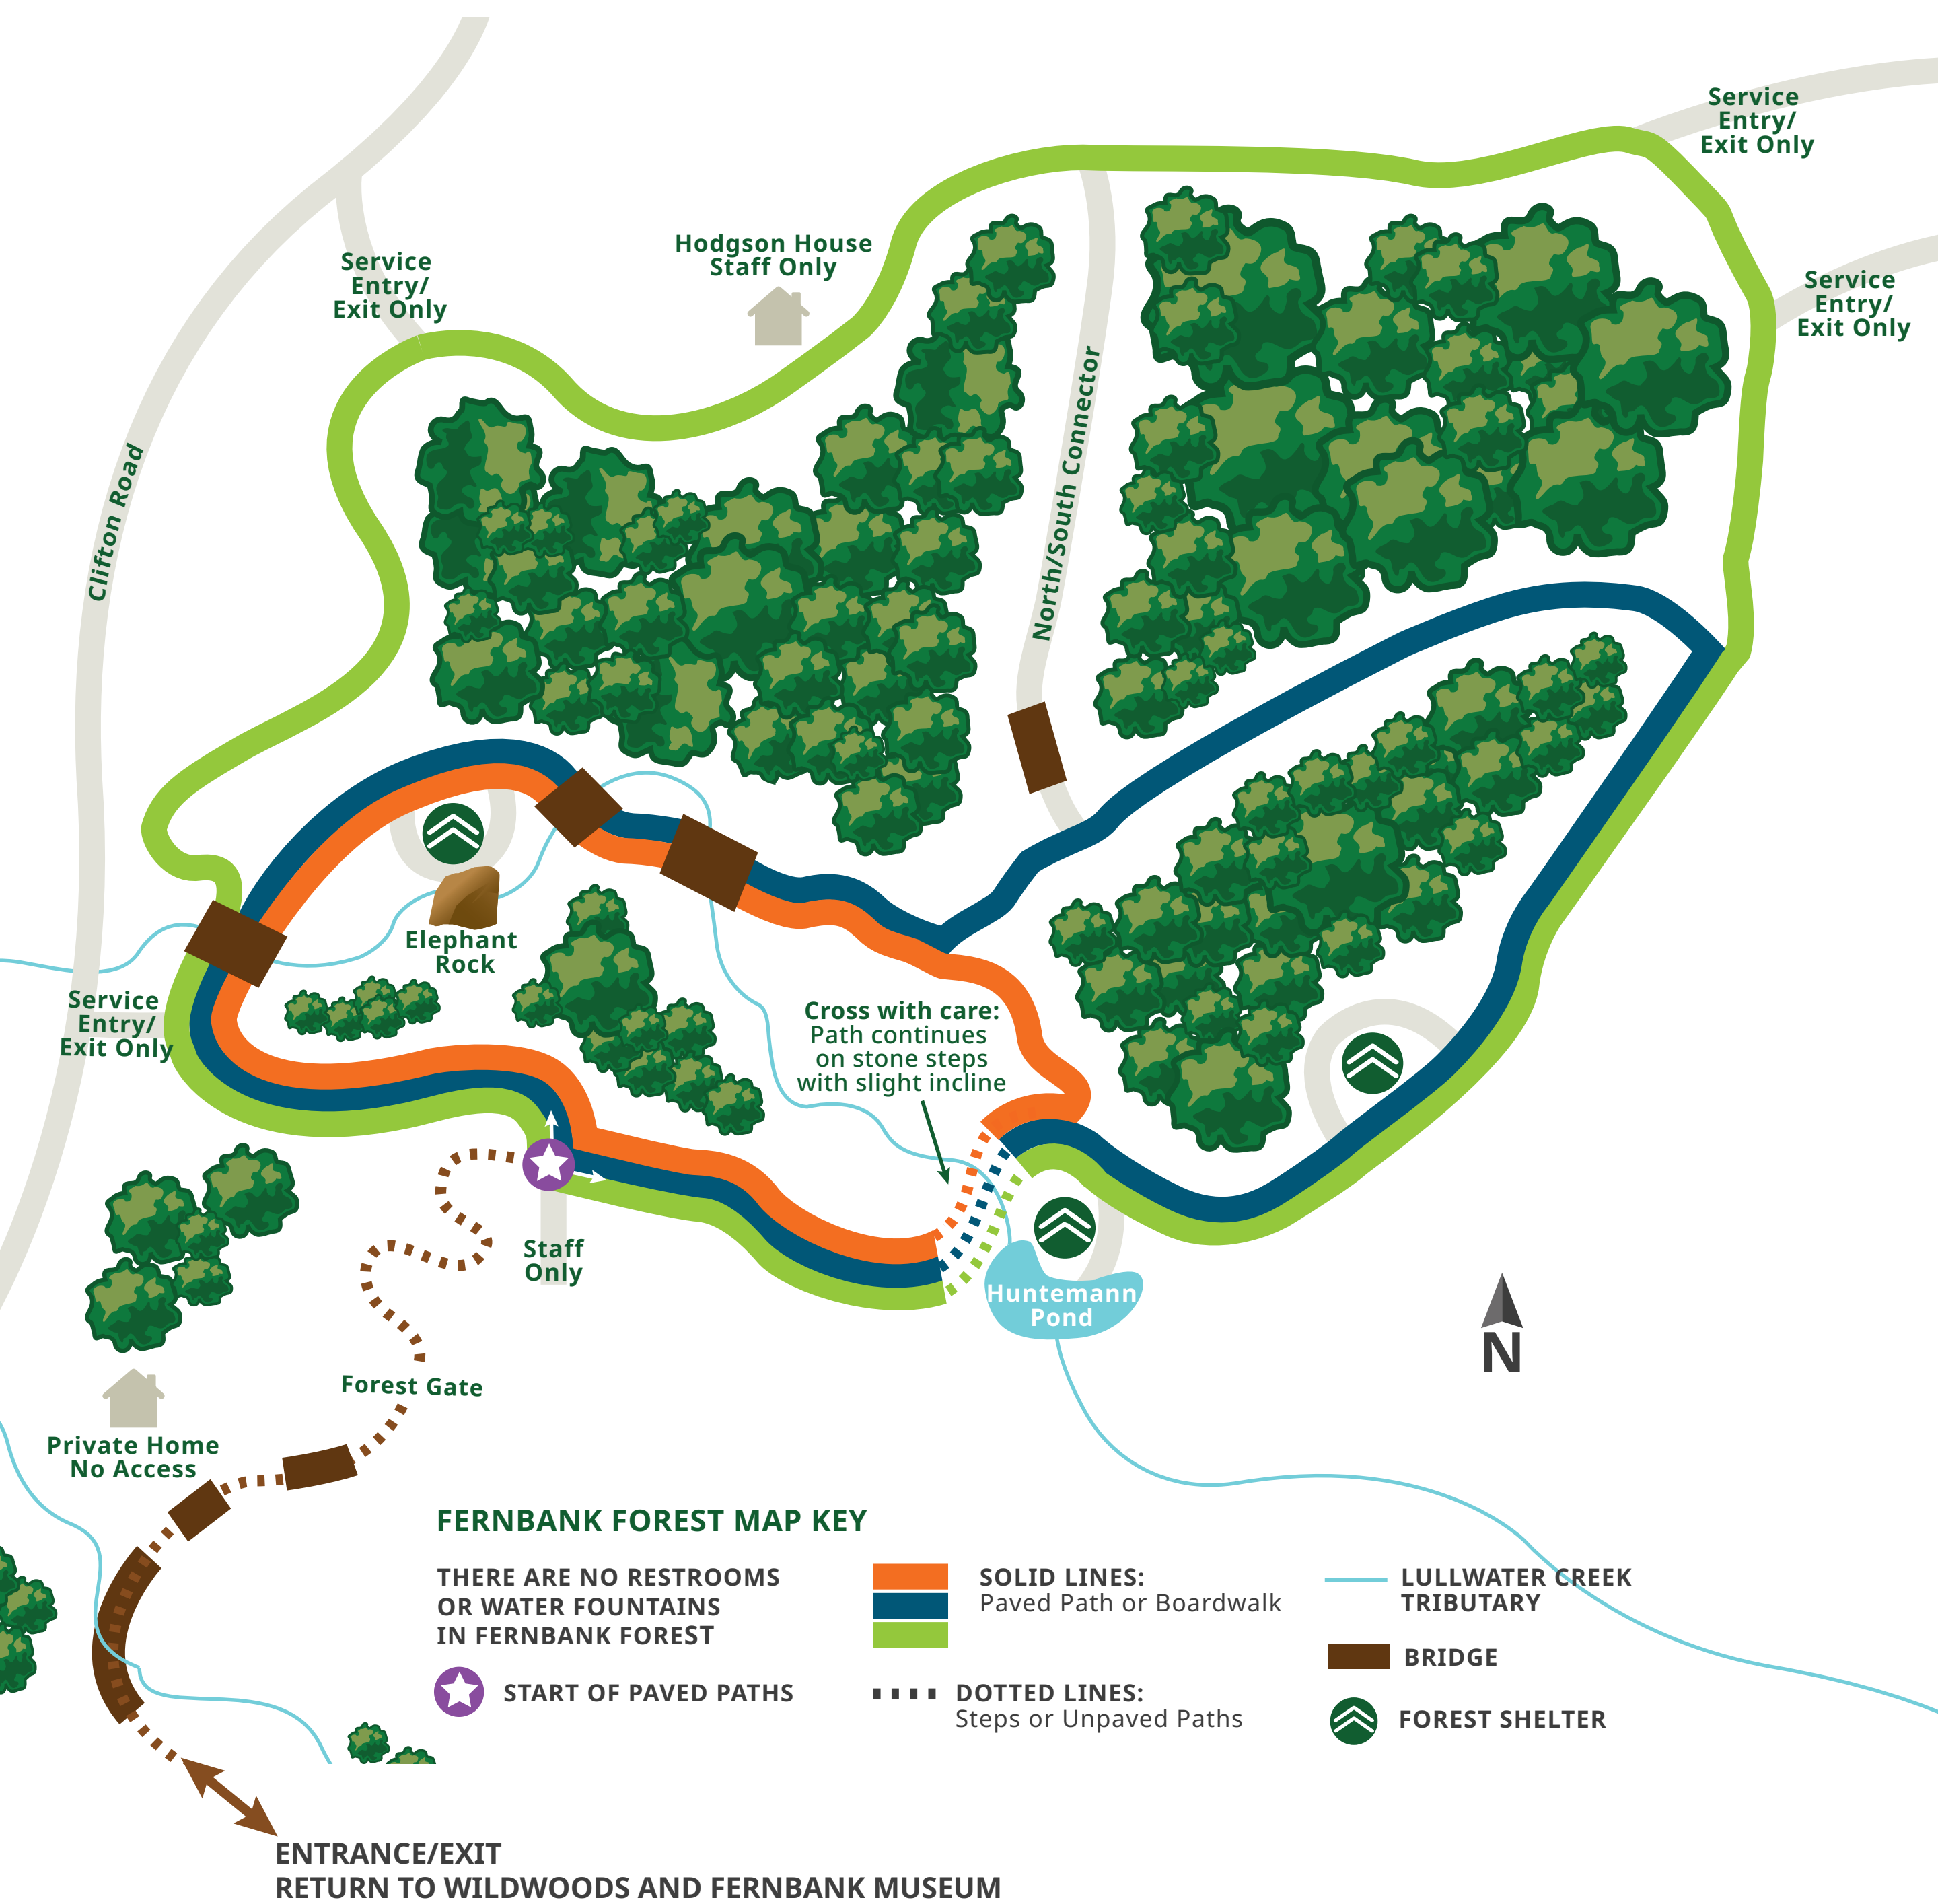 Service
Entry/
Exit Only
Service
Entry/
Exit Only
Hodgson House
Staff Only
Service
Entry/
Exit Only
Clifton Road
North/South Connector
Elephant
Rock
Service
Entry/
Exit Only
Cross with care:
Path continues
on stone steps
with slight incline
Staff
Only
Huntemann
Pond
N
Forest Gate
Private Home
No Access
FERNBANK FOREST MAP KEY
THERE ARE NO RESTROOMS
OR WATER FOUNTAINS
IN FERNBANK FOREST
START OF PAVED PATHS
SOLID LINES:
Paved Path or Boardwalk
DOTTED LINES:
Steps or Unpaved Paths
LULLWATER CREEK
TRIBUTARY
BRIDGE
FOREST SHELTER
ENTRANCE/EXIT
RETURN TO WILDWOODS AND FERNBANK MUSEUM